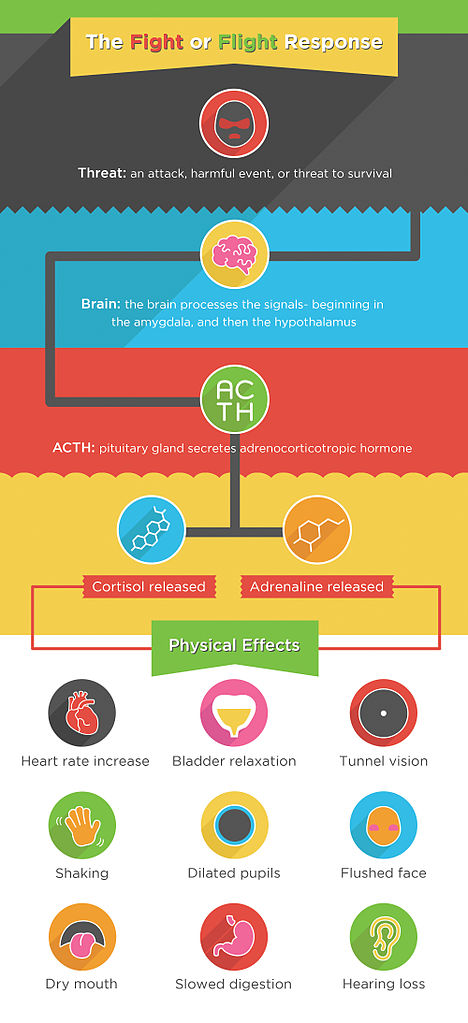 The Fight or Flight Response
Threat: an attack, harmful event, or threat to survival
Brain: the brain processes the signals- beginning in
the amygdala, and then the hypothalamus
AC
TH
ACTH: pituitary gland secretes adrenocorticotropic hormone
Cortisol released
Adrenaline released
Physical Effects
Heart rate increase
Bladder relaxation
Tunnel vision
Shaking
Dilated pupils
Flushed face
Dry mouth
Slowed digestion
Hearing loss